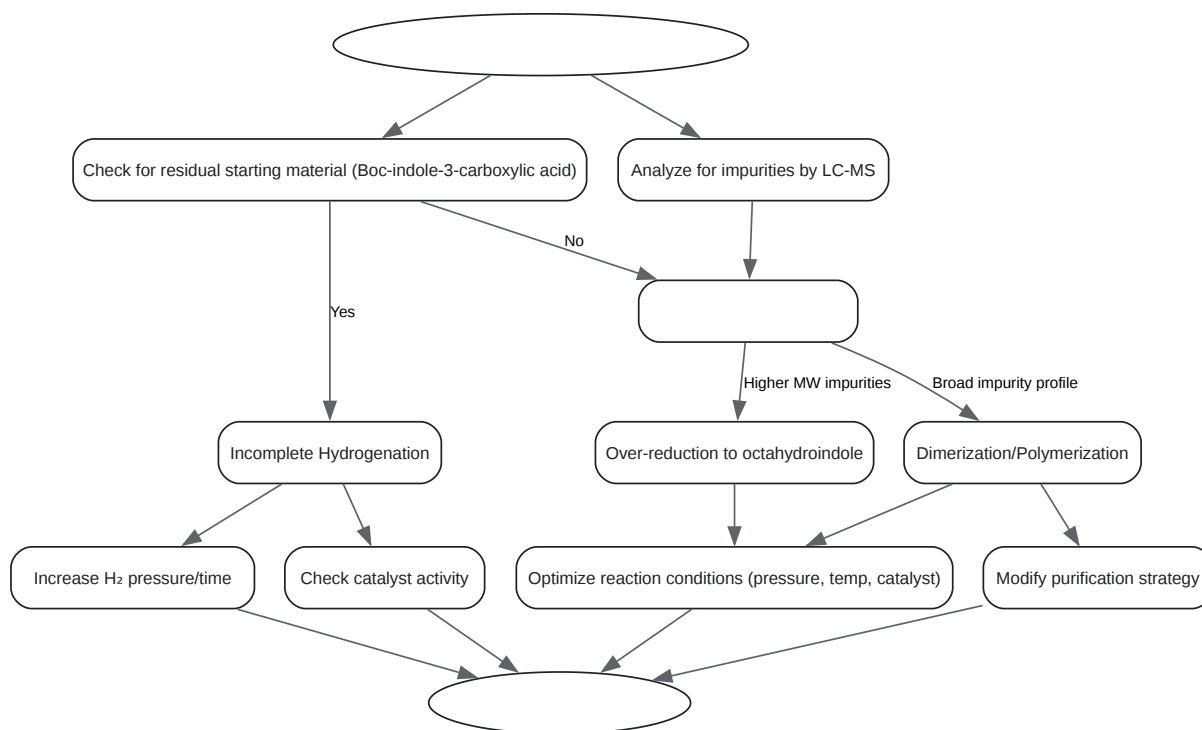 Check for residual starting material (Boc-indole-3-carboxylic acid)
Analyze for impurities by LC-MS
No
Yes
Higher MW impurities
Broad impurity profile
Incomplete Hydrogenation
Over-reduction to octahydroindole
Dimerization/Polymerization
Increase H₂ pressure/time
Check catalyst activity
Optimize reaction conditions (pressure, temp, catalyst)
Modify purification strategy